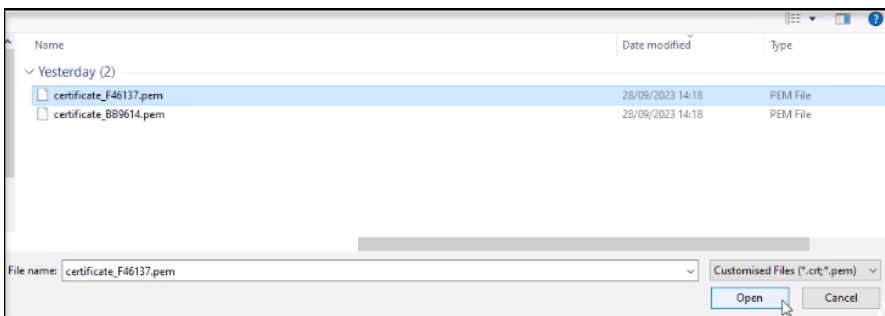 Name Date modified Type
Yesterday (2)
certificate_F46137.pem 28/09/2023 14:18 PEM File
certificate_BB9614.pem 28/09/2023 14:18 PEM File
File name: certificate_F46137.pem Customised Files (*.crt;*.pem)
Open Cancel